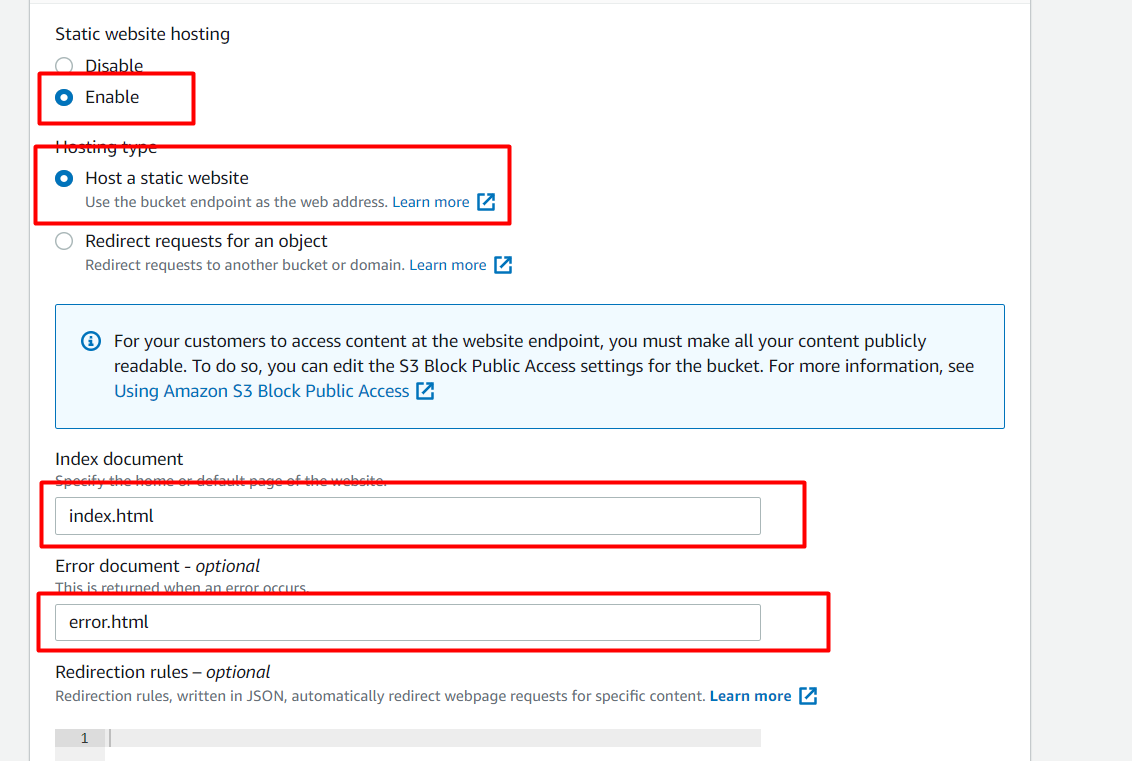 Static website hosting
Disable
Enable
Hosting type
Host a static website
Use the bucket endpoint as the web address. Learn more
Redirect requests for an object
Redirect requests to another bucket or domain. Learn more
For your customers to access content at the website endpoint, you must make all your content publicly
readable. To do so, you can edit the S3 Block Public Access settings for the bucket. For more information, see
Using Amazon S3 Block Public Access
Index document
Specify the home or default page of the website.
index.html
Error document - optional
This is returned when an error occurs.
error.html
Redirection rules – optional
Redirection rules, written in JSON, automatically redirect webpage requests for specific content. Learn more
1